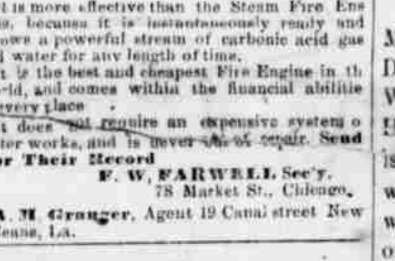 t is more effective than the Steam Fire Ens
s, because it is instantaneously ready and
ows a powerful stream of carbonic acid gas
d water for any length of time.
t is the best and cheapest Fire Engine in th
rld, and comes within the financial abilitie
every place
t does not require an expensive system o
ter works, and is never out of repair. Send
or Their Record
F. W, FARWELL Sec'y.
78 Market St., Chicago,
A. M Granger, Agent 19 Canal street New
leans, La.